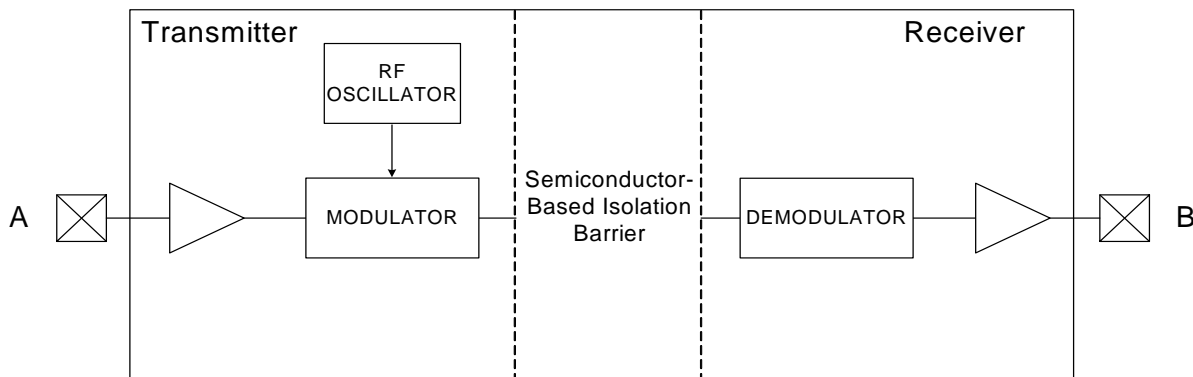 Transmitter
Receiver
RF
OSCILLATOR
A
MODULATOR
Semiconductor-
Based Isolation
Barrier
DEMODULATOR
B